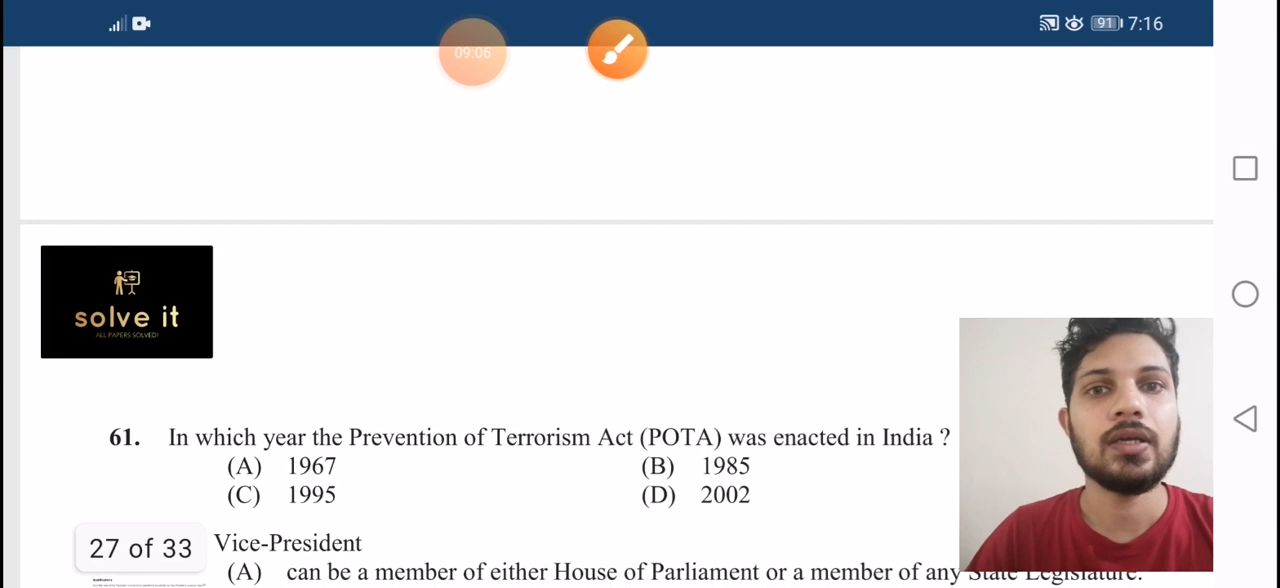 91 7:16
09:06
solve it
ALL PAPERS SOLVED!
61. In which year the Prevention of Terrorism Act (POTA) was enacted in India ?
(A) 1967 (B) 1985
(C) 1995 (D) 2002
27 of 33 Vice-President
(A) can be a member of either House of Parliament or a member of any State Legislature.